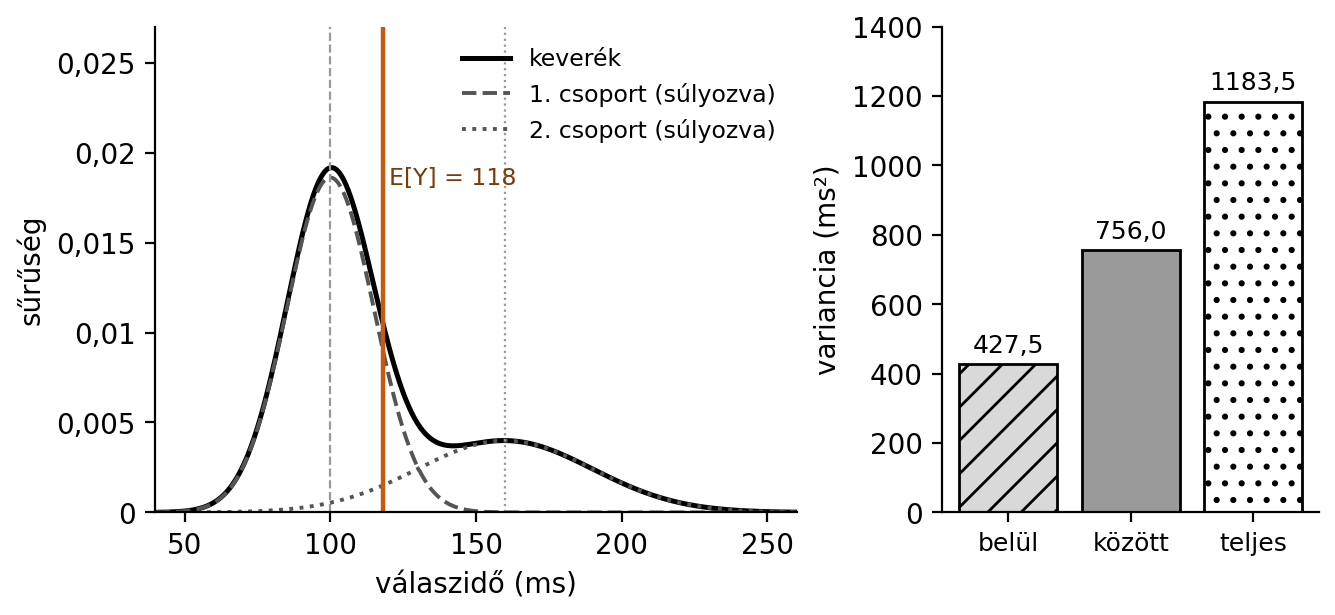 0,025
0,02
0,015
0,01
0,005
0
sűrűség
keverék
1. csoport (súlyozva)
2. csoport (súlyozva)
E[Y] = 118
50 100 150 200 250
válaszidő (ms)
1400
1200
1000
800
600
400
200
0
variancia (ms²)
427,5
756,0
1183,5
belül között teljes